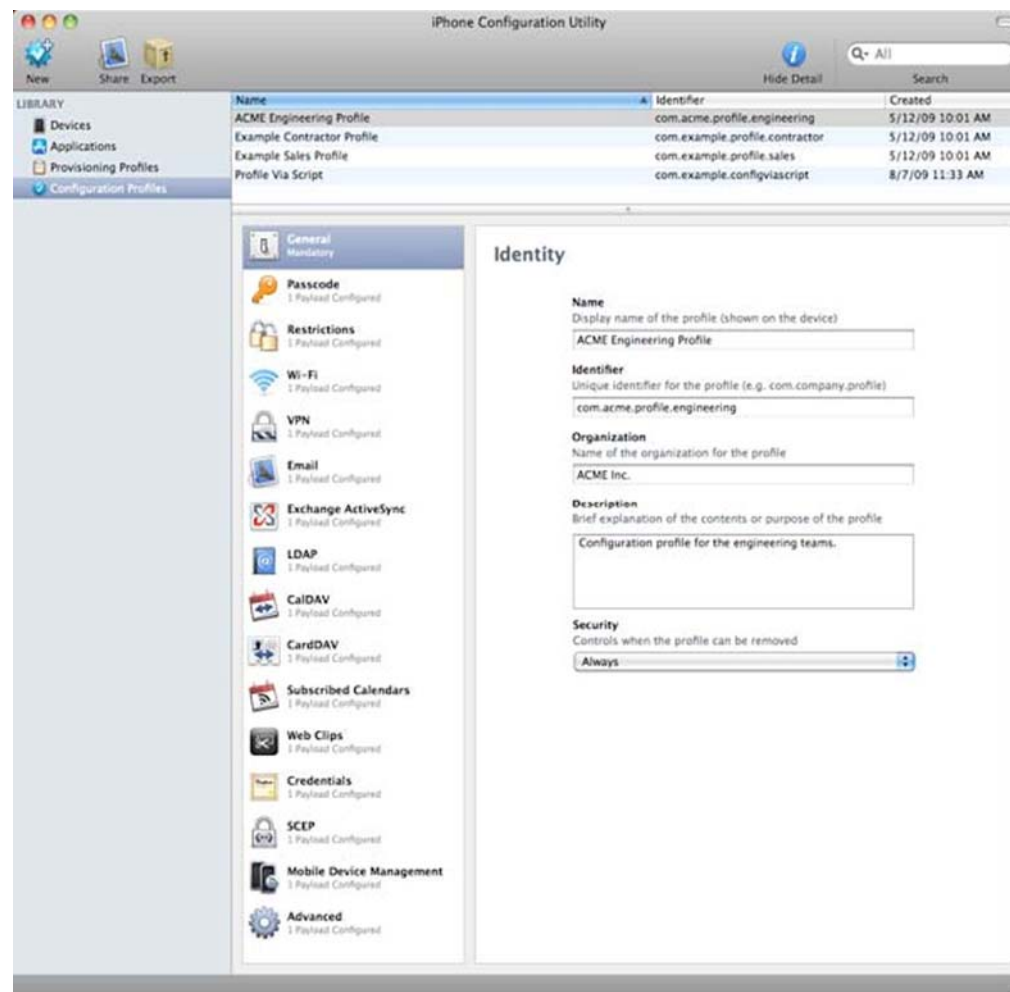 iPhone Configuration Utility
New Share Export Hide Detail All Search
LIBRARY
Devices
Applications
Provisioning Profiles
Configuration Profiles
Name Identifier Created
ACME Engineering Profile com.acme.profile.engineering 5/12/09 10:01 AM
Example Contractor Profile com.example.profile.contractor 5/12/09 10:01 AM
Example Sales Profile com.example.profile.sales 5/12/09 10:01 AM
Profile Via Script com.example.configviascript 8/7/09 11:33 AM
General
Mandatory
Passcode
1 Payload Configured
Restrictions
1 Payload Configured
Wi-Fi
1 Payload Configured
VPN
1 Payload Configured
Email
1 Payload Configured
Exchange ActiveSync
1 Payload Configured
LDAP
1 Payload Configured
CalDAV
1 Payload Configured
CardDAV
1 Payload Configured
Subscribed Calendars
1 Payload Configured
Web Clips
1 Payload Configured
Credentials
1 Payload Configured
SCEP
1 Payload Configured
Mobile Device Management
1 Payload Configured
Advanced
1 Payload Configured
Identity
Name
Display name of the profile (shown on the device)
ACME Engineering Profile
Identifier
Unique identifier for the profile (e.g. com.company.profile)
com.acme.profile.engineering
Organization
Name of the organization for the profile
ACME Inc.
Description
Brief explanation of the contents or purpose of the profile
Configuration profile for the engineering teams.
Security
Controls when the profile can be removed
Always